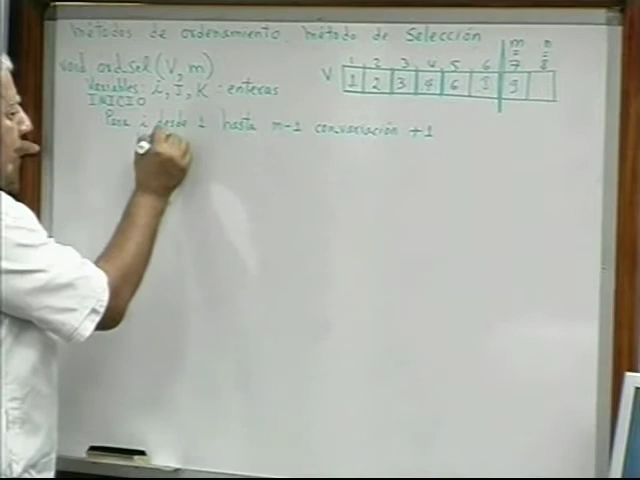 Métodos de ordenamiento. Método de Selección
void ordsel (V, m)
Variables: i, J, K : enteras
INICIO
Para i desde 1 hasta m-1 con variación +1
m n
= =
1 2 3 4 5 6 7 8
V 1 2 3 4 6 8 9